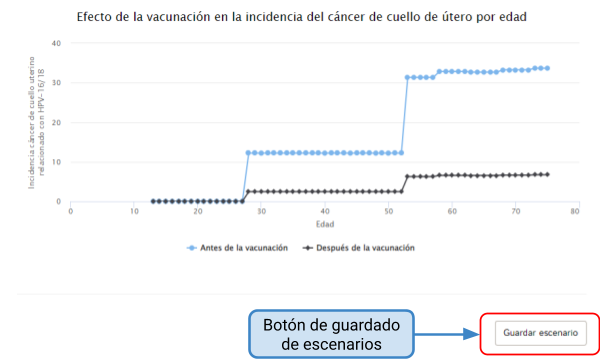 Efecto de la vacunación en la incidencia del cáncer de cuello de útero por edad
Incidencia cáncer de cuello uterino
relacionado con HPV-16/18
40
30
20
10
0
0 10 20 30 40 50 60 70 80
Edad
Antes de la vacunación Después de la vacunación
Botón de guardado
de escenarios
Guardar escenario